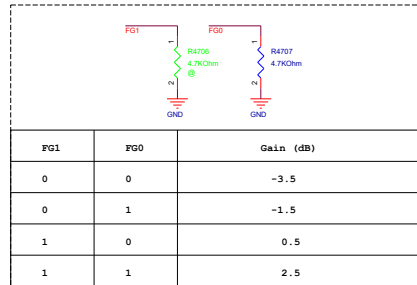 FG1 FG0
1 1
R4706 R4707
4.7KOhm 4.7KOhm
@
2 2
GND GND
FG1 FG0 Gain (dB)
0 0 -3.5
0 1 -1.5
1 0 0.5
1 1 2.5